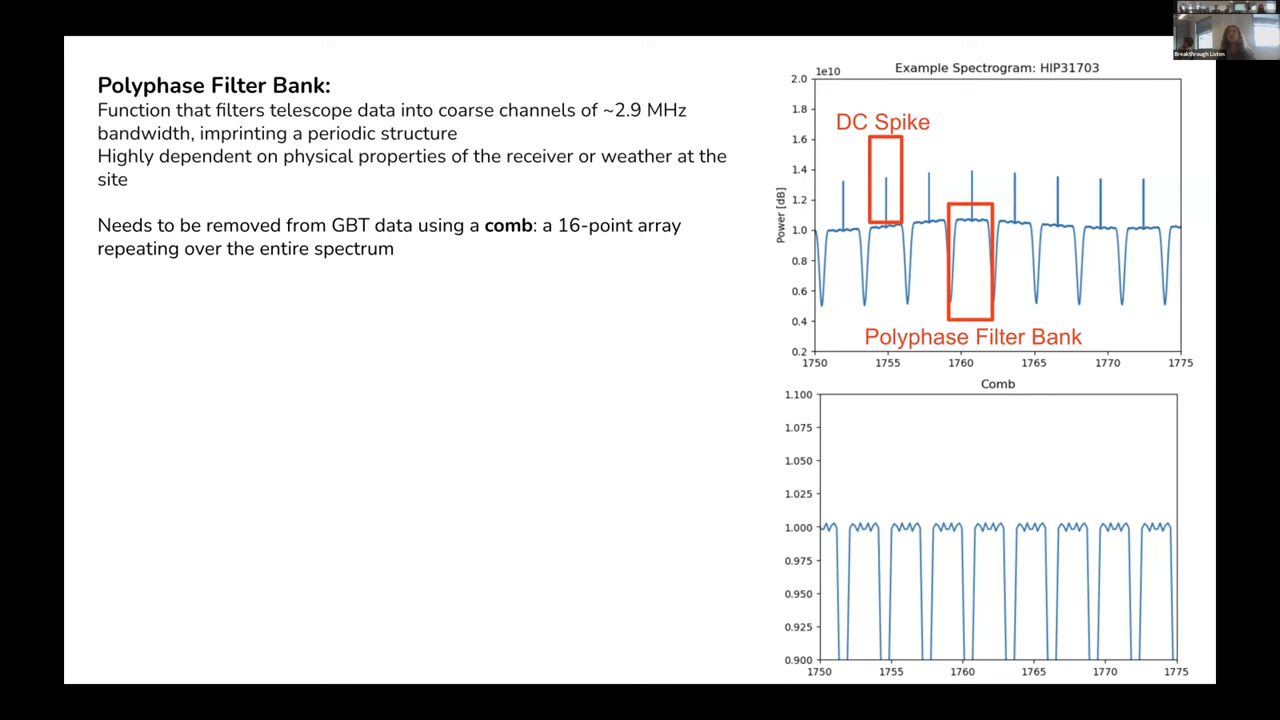 Breakthrough Listen
Polyphase Filter Bank:
Function that filters telescope data into coarse channels of ~2.9 MHz
bandwidth, imprinting a periodic structure
Highly dependent on physical properties of the receiver or weather at the
site
Needs to be removed from GBT data using a comb: a 16-point array
repeating over the entire spectrum
Example Spectrogram: HIP31703
1e10
2.0
1.8
1.6
1.4
1.2
1.0
0.8
0.6
0.4
0.2
Power [dB]
DC Spike
Polyphase Filter Bank
1750 1755 1760 1765 1770 1775
Comb
1.100
1.075
1.050
1.025
1.000
0.975
0.950
0.925
0.900
1750 1755 1760 1765 1770 1775